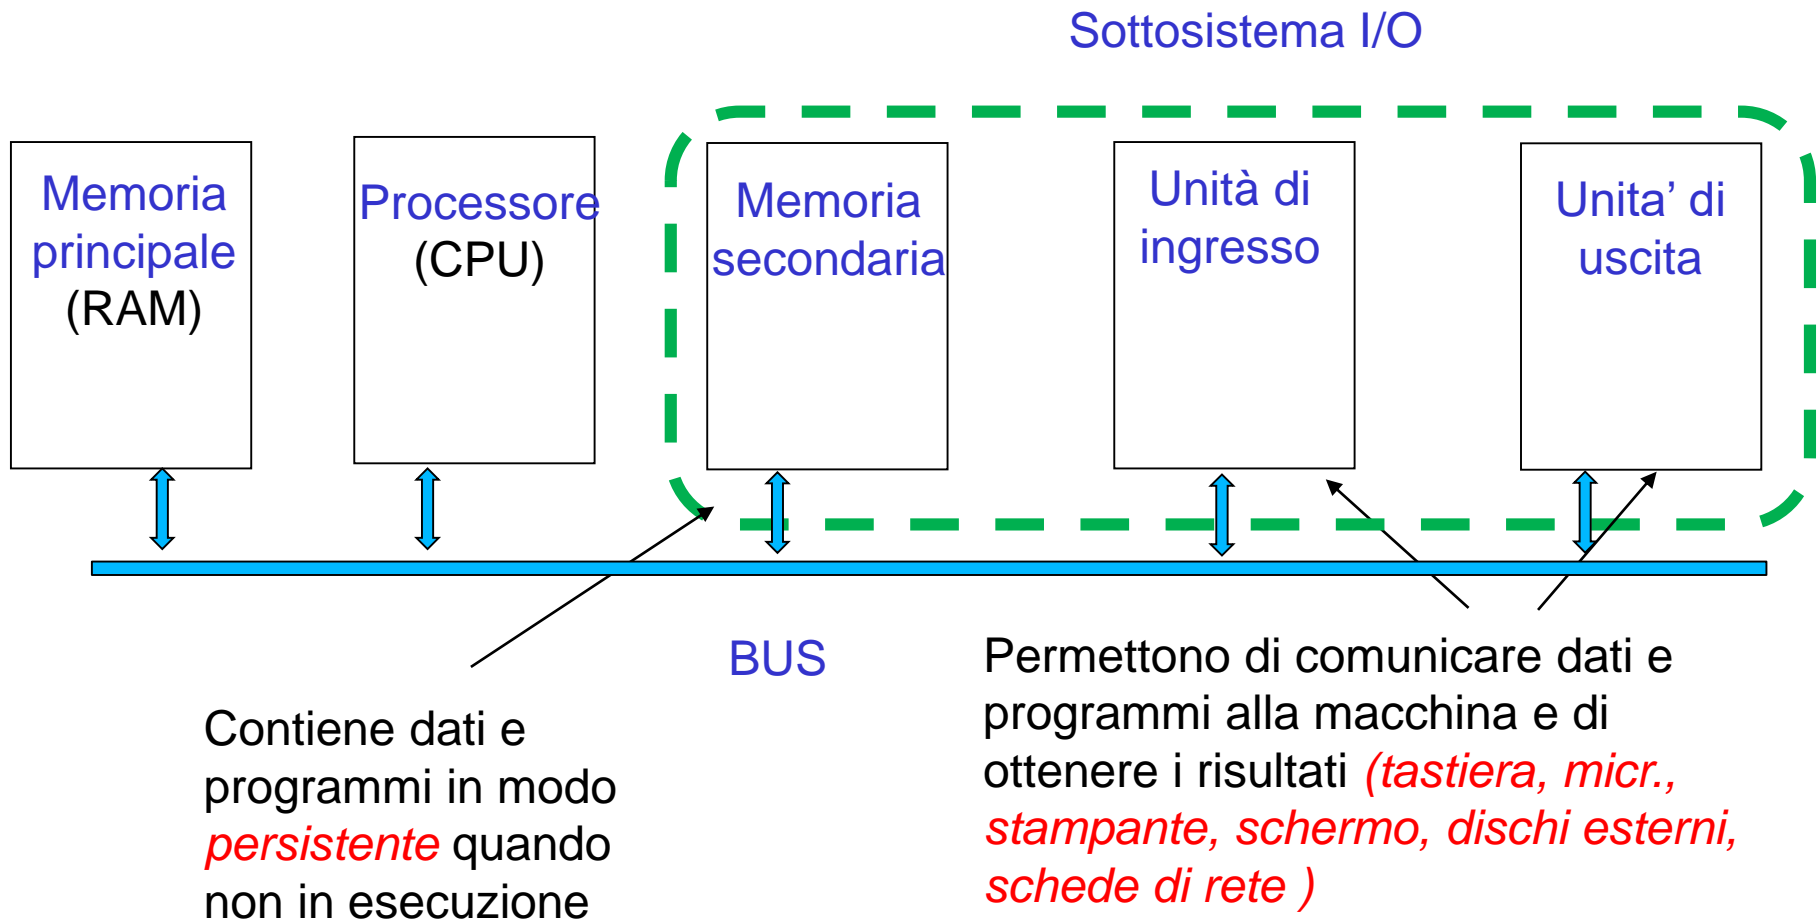 Sottosistema I/O
Memoria
principale
(RAM)
Processore
(CPU)
Memoria
secondaria
Unità di
ingresso
Unita’ di
uscita
BUS
Contiene dati e
programmi in modo
persistente quando
non in esecuzione
Permettono di comunicare dati e
programmi alla macchina e di
ottenere i risultati (tastiera, micr.,
stampante, schermo, dischi esterni,
schede di rete )